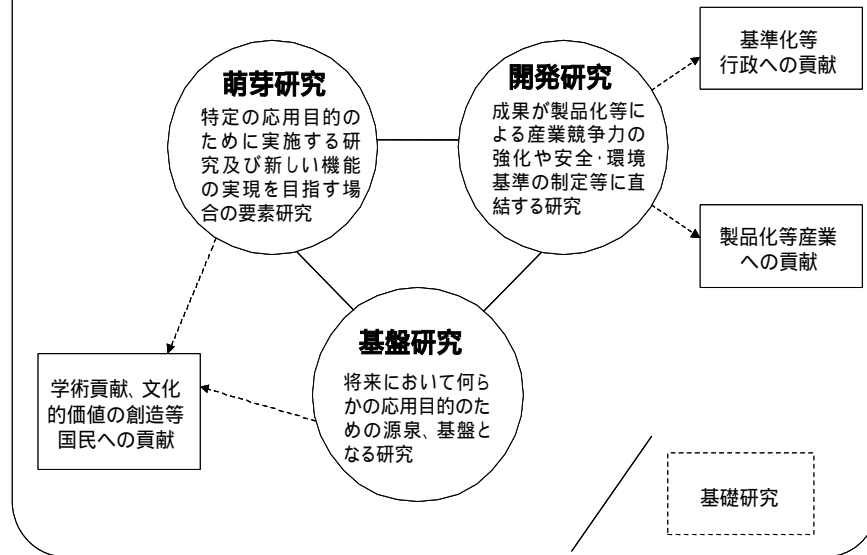 萌芽研究
特定の応用目的の
ために実施する研
究及び新しい機能
の実現を目指す場
合の要素研究
開発研究
成果が製品化等に
よる産業競争力の
強化や安全・環境
基準の制定等に直
結する研究
基準化等
行政への貢献
製品化等産業
への貢献
基盤研究
将来において何ら
かの応用目的のた
めの源泉、基盤と
なる研究
学術貢献、文化
的価値の創造等
国民への貢献
基礎研究